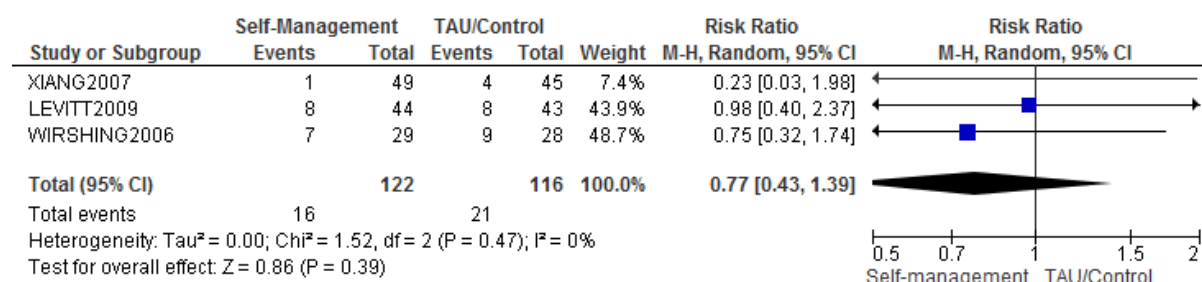 Self-Management TAU/Control Risk Ratio Risk Ratio
Study or Subgroup Events Total Events Total Weight M-H, Random, 95% CI M-H, Random, 95% CI
XIANG2007 1 49 4 45 7.4% 0.23 [0.03, 1.98]
LEVITT2009 8 44 8 43 43.9% 0.98 [0.40, 2.37]
WIRSHING2006 7 29 9 28 48.7% 0.75 [0.32, 1.74]
Total (95% CI) 122 116 100.0% 0.77 [0.43, 1.39]
Total events 16 21
Heterogeneity: Tau² = 0.00; Chi² = 1.52, df = 2 (P = 0.47); I² = 0%
Test for overall effect: Z = 0.86 (P = 0.39)
0.5 0.7 1 1.5 2
Self-management TAU/Control